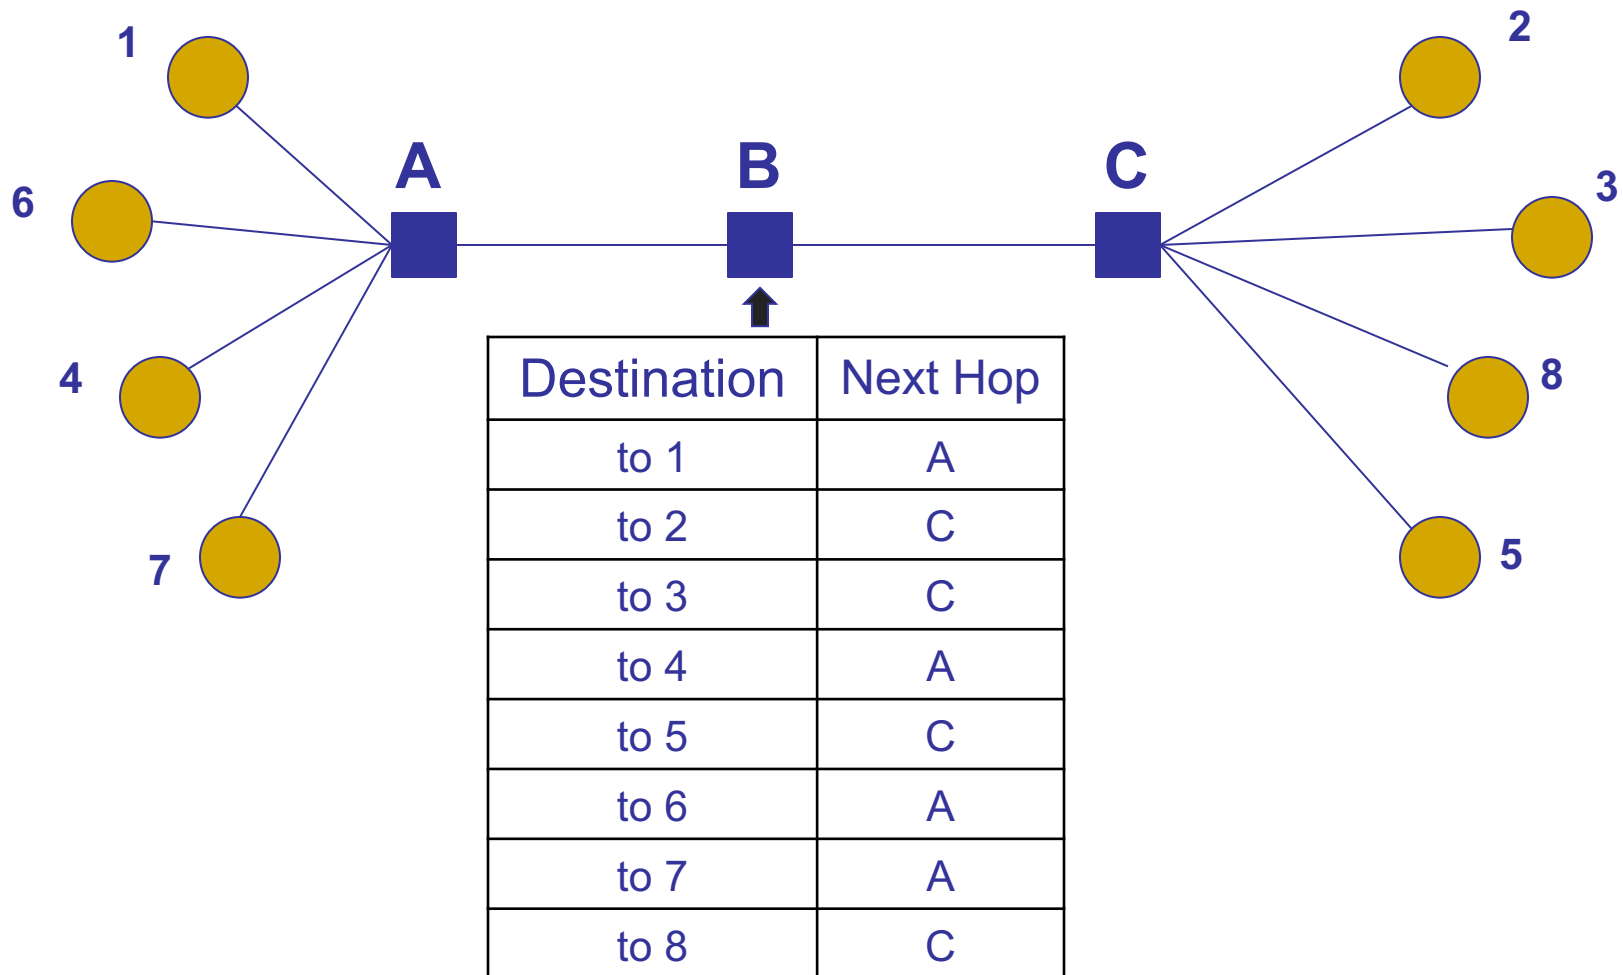 1
2
A
B
C
6
3
4
8
7
5
Destination Next Hop
to 1 A
to 2 C
to 3 C
to 4 A
to 5 C
to 6 A
to 7 A
to 8 C